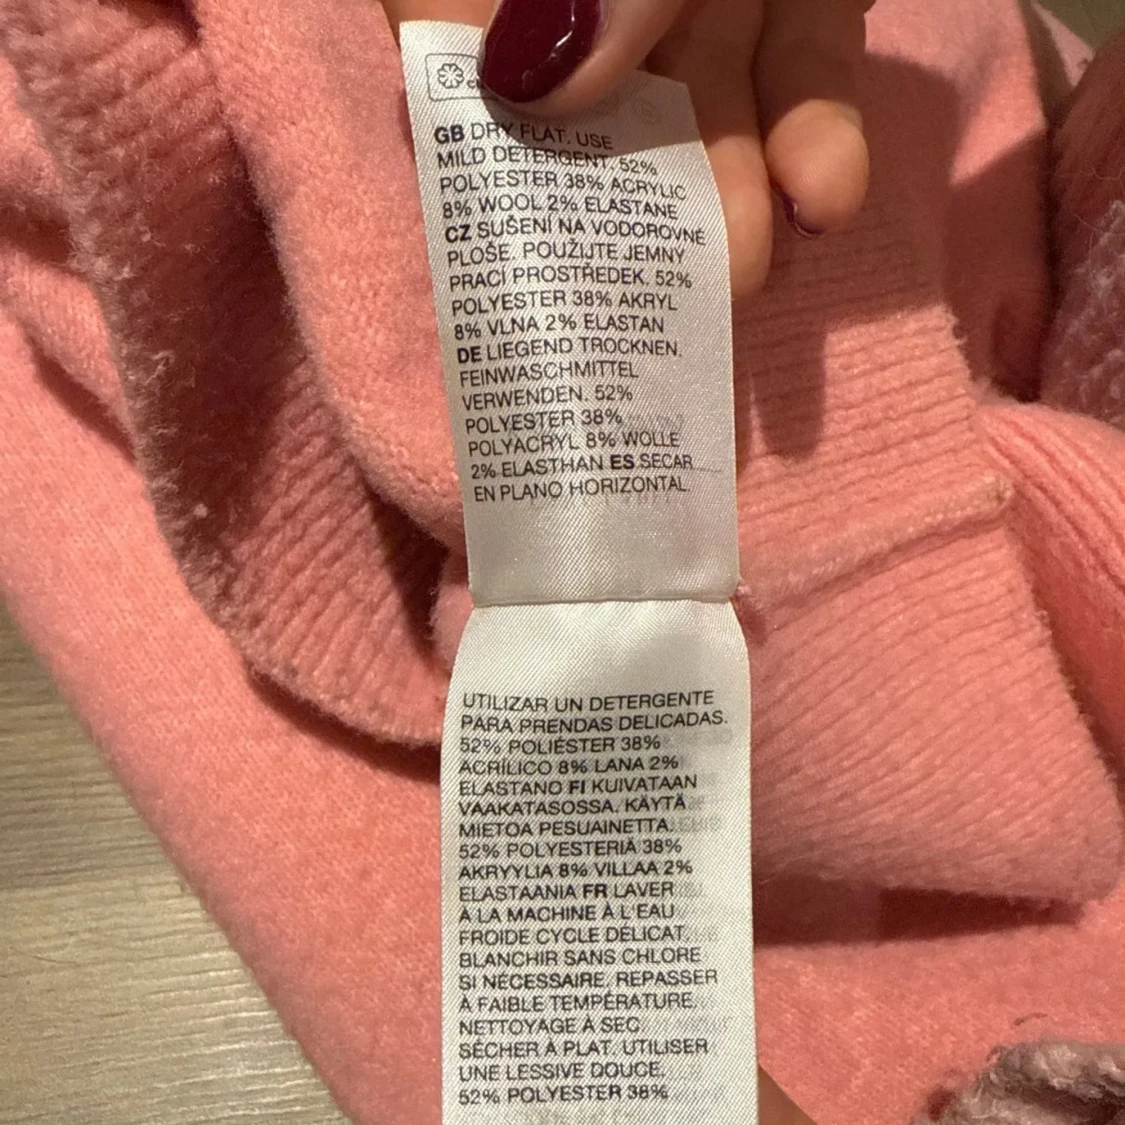 GB DRY FLAT. USE
MILD DETERGENT. 52%
POLYESTER 38% ACRYLIC
8% WOOL 2% ELASTANE
CZ SUŠENÍ NA VODOROVNÉ
PLOŠE. POUŽIJTE JEMNY
PRACÍ PROSTŘEDEK. 52%
POLYESTER 38% AKRYL
8% VLNA 2% ELASTAN
DE LIEGEND TROCKNEN.
FEINWASCHMITTEL
VERWENDEN. 52%
POLYESTER 38%
POLYACRYL 8% WOLLE
2% ELASTHAN ES SECAR
EN PLANO HORIZONTAL.
UTILIZAR UN DETERGENTE
PARA PRENDAS DELICADAS.
52% POLIÉSTER 38%
ACRÍLICO 8% LANA 2%
ELASTANO FI KUIVATAAN
VAAKATASOSSA. KÄYTÄ
MIETOA PESUAINETTA.
52% POLYESTERIÄ 38%
AKRYYLIA 8% VILLAA 2%
ELASTAANIA FR LAVER
À LA MACHINE À L'EAU
FROIDE CYCLE DÉLICAT.
BLANCHIR SANS CHLORE
SI NÉCESSAIRE. REPASSER
À FAIBLE TEMPÉRATURE.
NETTOYAGE À SEC.
SÉCHER À PLAT. UTILISER
UNE LESSIVE DOUCE.
52% POLYESTER 38%